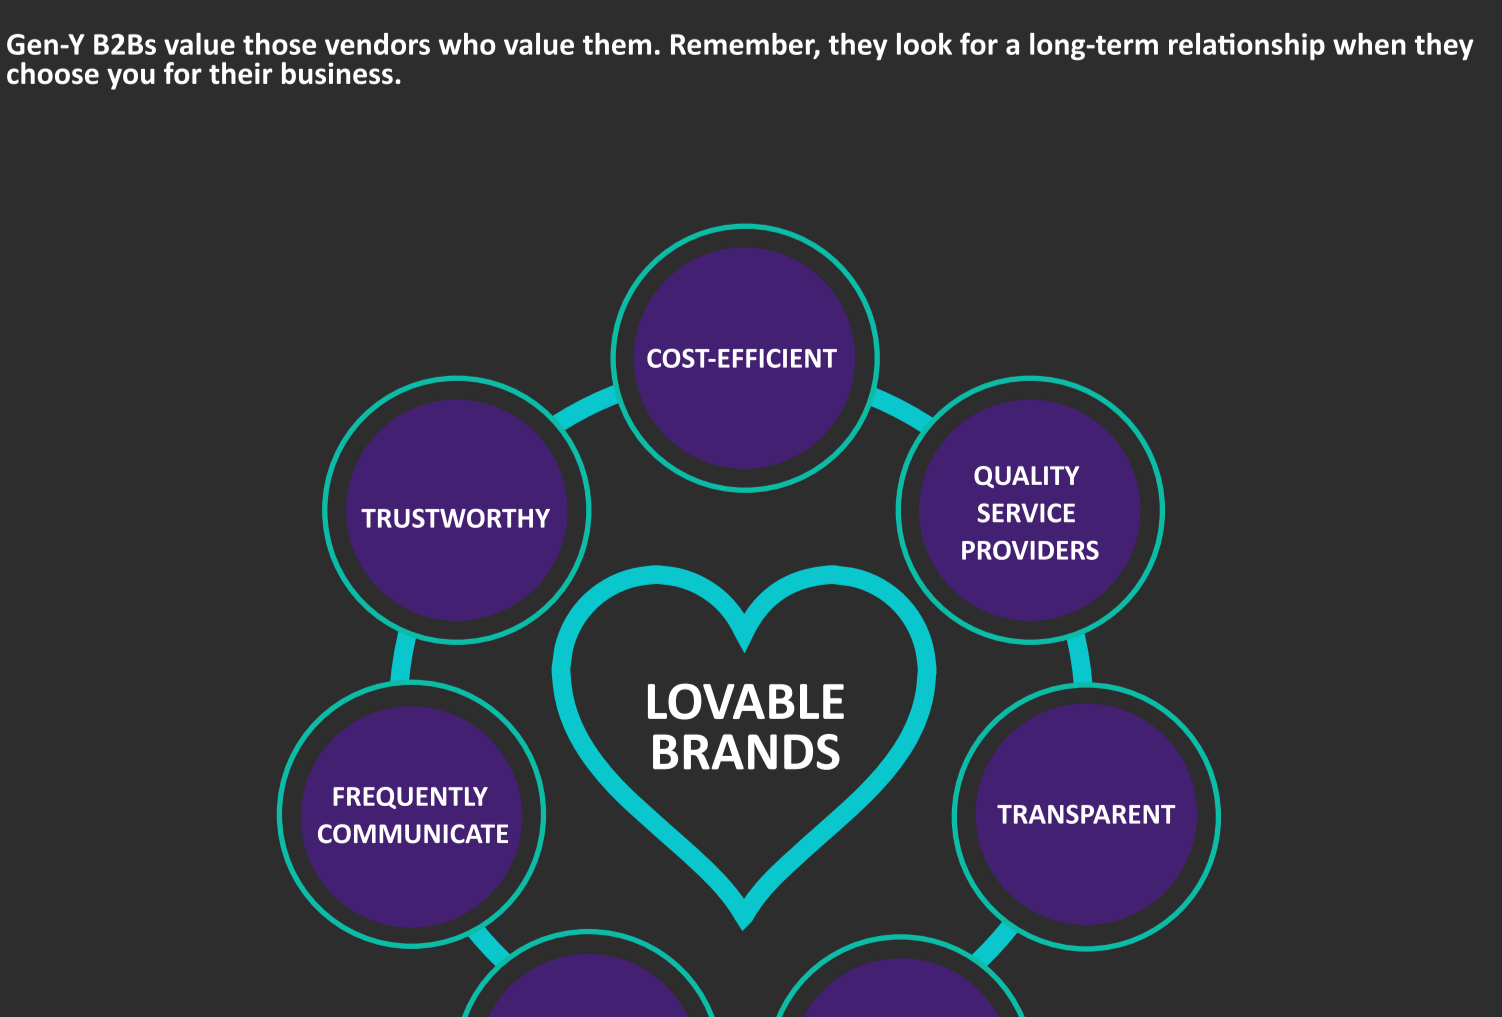 Gen-Y B2Bs value those vendors who value them. Remember, they look for a long-term relationship when they
choose you for their business.
COST-EFFICIENT
TRUSTWORTHY
QUALITY
SERVICE
PROVIDERS
LOVABLE
BRANDS
FREQUENTLY
COMMUNICATE
TRANSPARENT